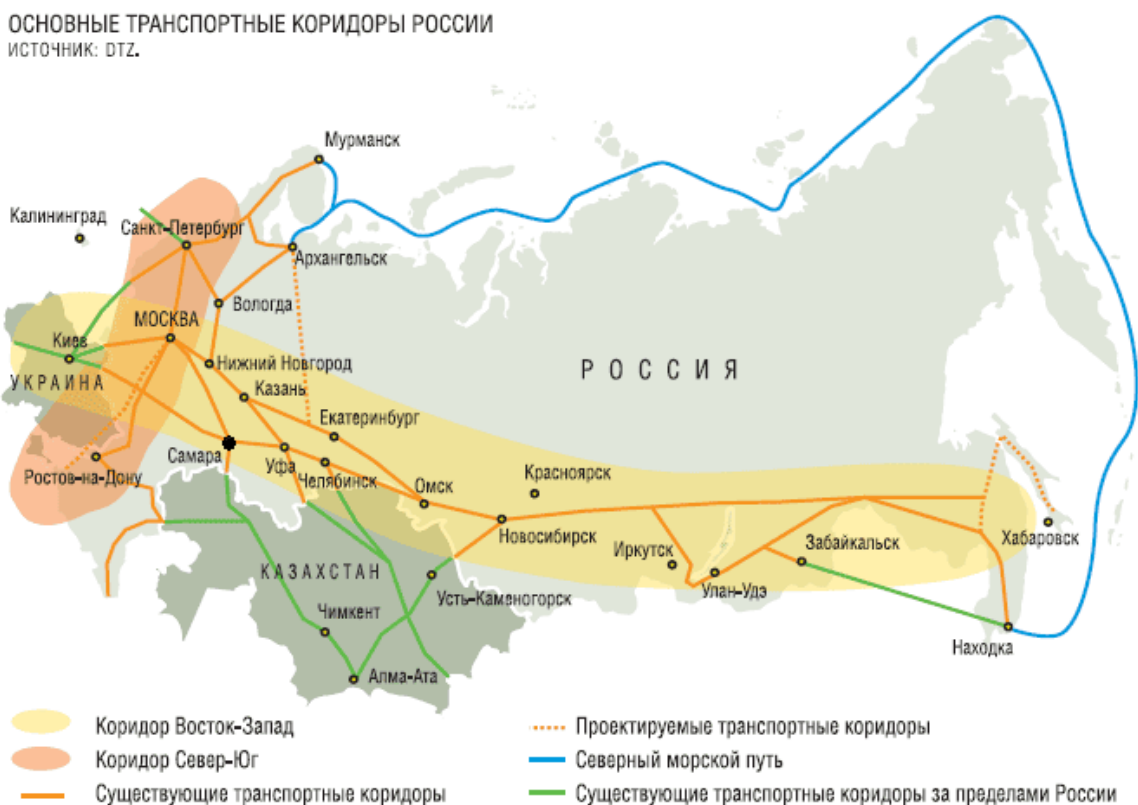 ОСНОВНЫЕ ТРАНСПОРТНЫЕ КОРИДОРЫ РОССИИ
ИСТОЧНИК: DTZ.
Мурманск
Калининград
Санкт-Петербург
Архангельск
Вологда
МОСКВА
Киев
Нижний Новгород
РОССИЯ
УКРАИНА
Казань
Екатеринбург
Самара
Уфа
Ростов-на-Дону
Челябинск
Красноярск
Омск
Новосибирск
Хабаровск
Забайкальск
Иркутск
КАЗАХСТАН
Улан-Удэ
Усть-Каменогорск
Чимкент
Находка
Алма-Ата
Коридор Восток-Запад
Коридор Север-Юг
Существующие транспортные коридоры
Проектируемые транспортные коридоры
Северный морской путь
Существующие транспортные коридоры за пределами России